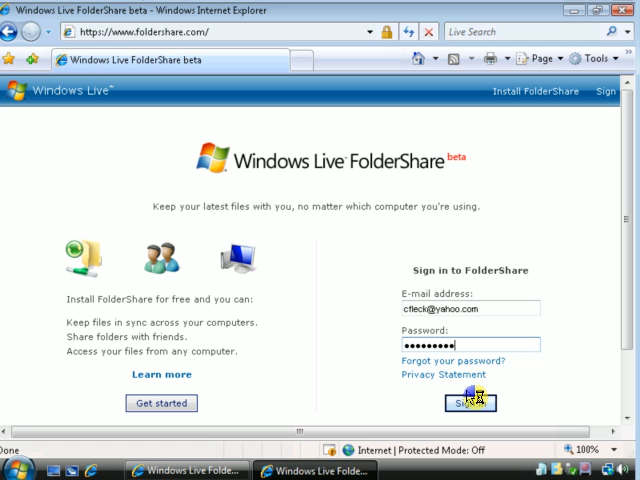 Windows Live FolderShare beta - Windows Internet Explorer
https://www.foldershare.com/
Live Search
Windows Live FolderShare beta
Page
Tools
Windows Live™
Install FolderShare
Sign
Windows Live™ FolderShare beta
Keep your latest files with you, no matter which computer you're using.
Install FolderShare for free and you can:
Keep files in sync across your computers.
Share folders with friends.
Access your files from any computer.
Learn more
Get started
Sign in to FolderShare
E-mail address:
cfleck@yahoo.com
Password:
•••••••••
Forgot your password?
Privacy Statement
Done
Internet | Protected Mode: Off
100%
Windows Live Folde...
Windows Live Folde...